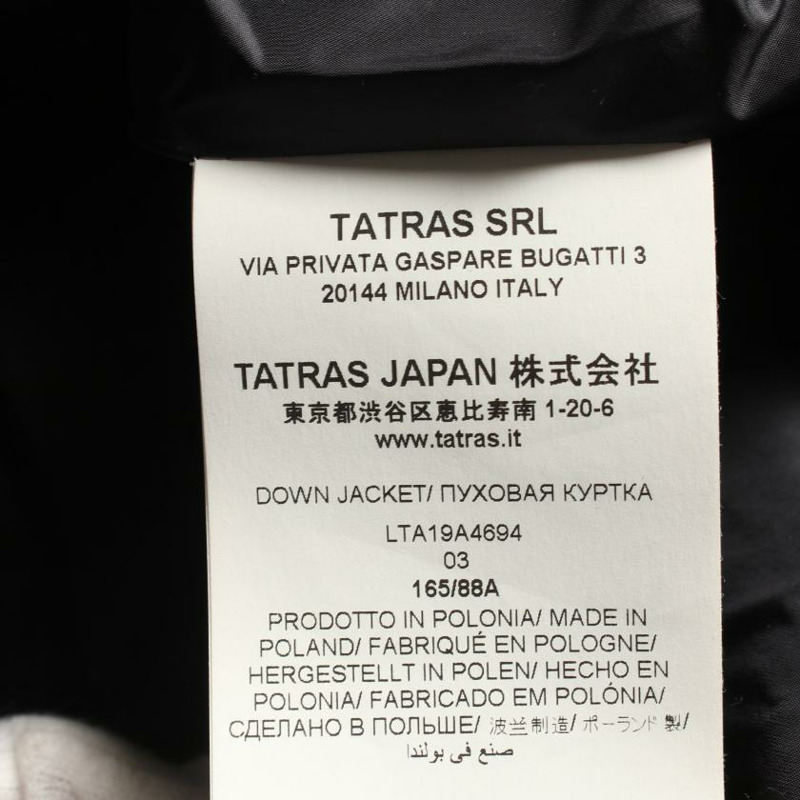 TATRAS SRL
VIA PRIVATA GASPARE BUGATTI 3
20144 MILANO ITALY
TATRAS JAPAN 株式会社
東京都渋谷区恵比寿南 1-20-6
www.tatras.it
DOWN JACKET/ ПУХОВАЯ КУРТКА
LTA19A4694
03
165/88A
PRODOTTO IN POLONIA/ MADE IN
POLAND/ FABRIQUÉ EN POLOGNE/
HERGESTELLT IN POLEN/ HECHO EN
POLONIA/ FABRICADO EM POLÓNIA/
СДЕЛАНО В ПОЛЬШЕ/ 波兰制造/ ポーランド 製/
صنع في بولندا